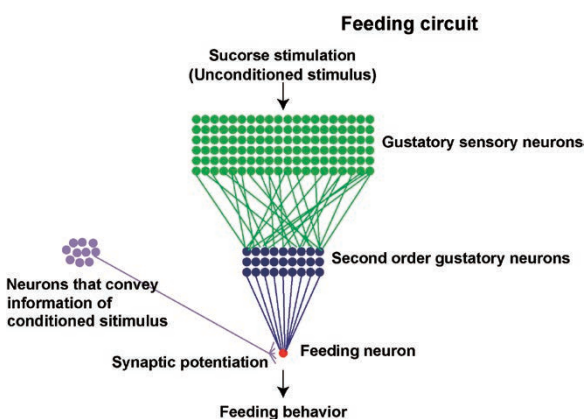 Feeding circuit
Sucorse stimulation
(Unconditioned stimulus)
Gustatory sensory neurons
Second order gustatory neurons
Neurons that convey
information of
conditioned sitimulus
Feeding neuron
Synaptic potentiation
Feeding behavior